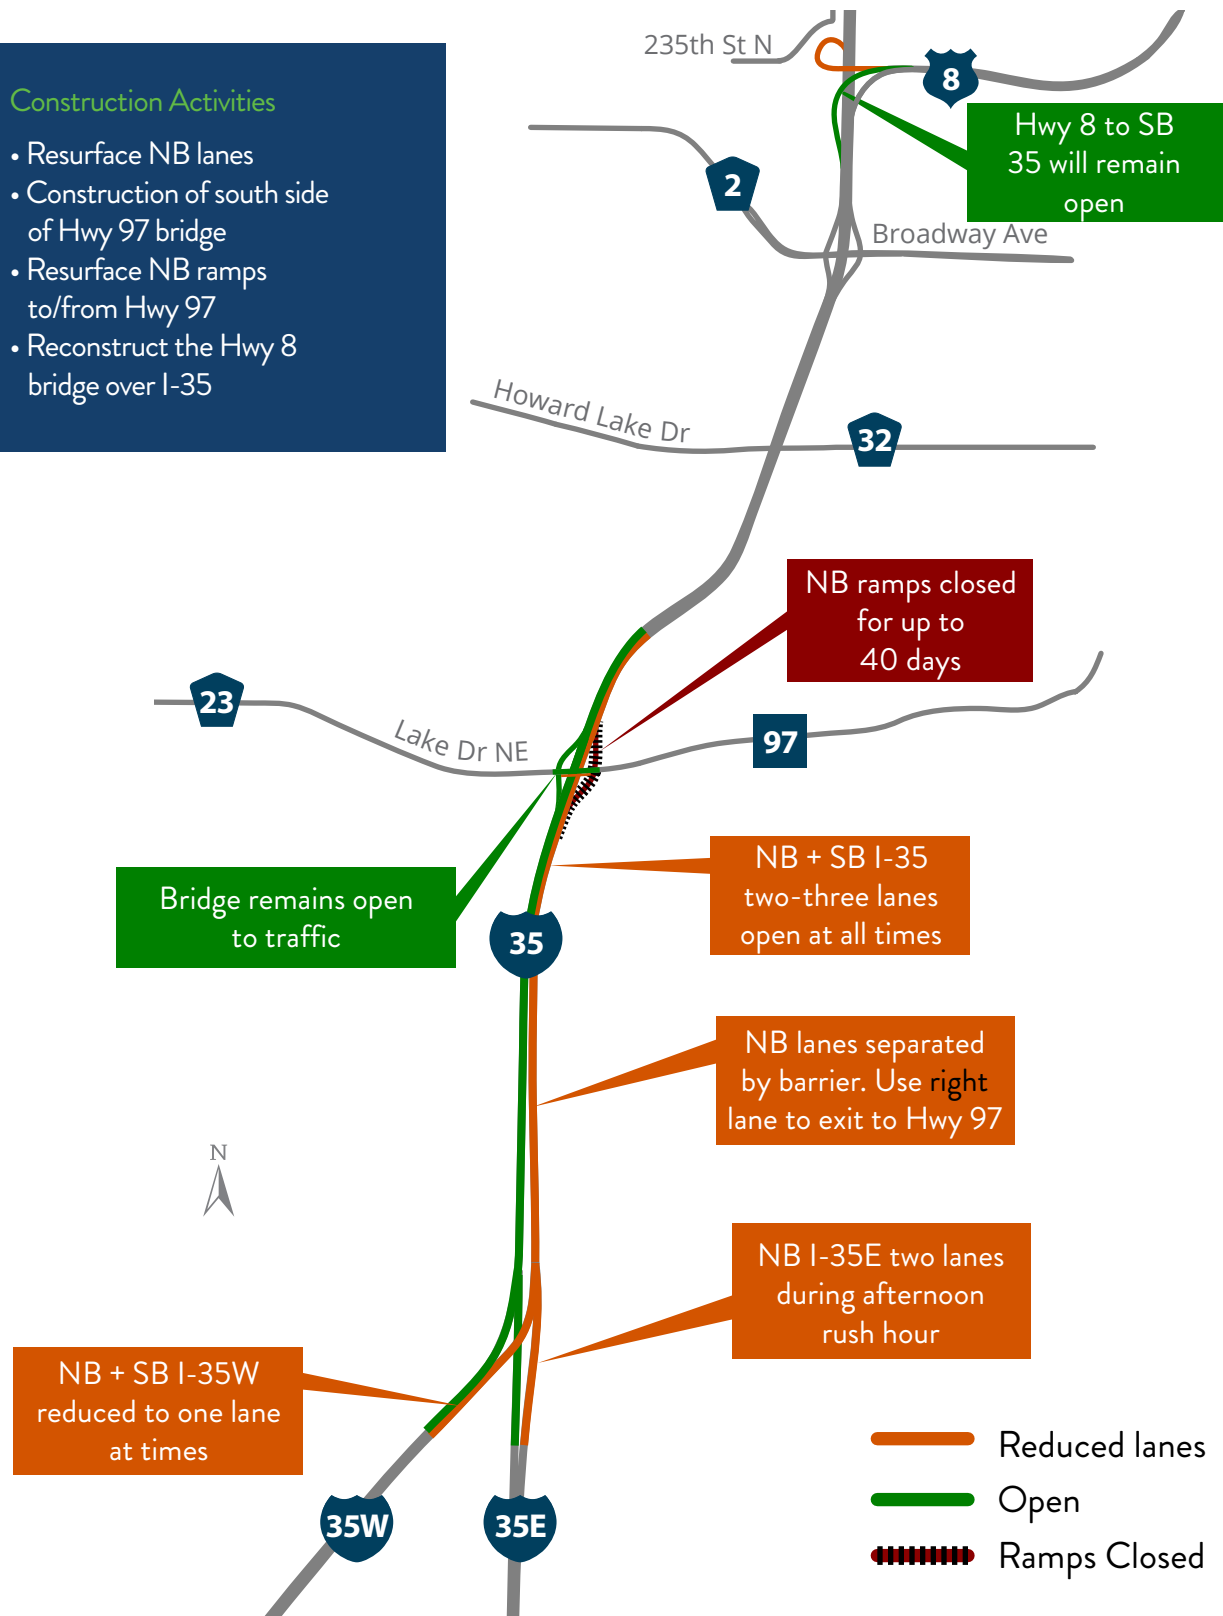 235th St N
8
Construction Activities
• Resurface NB lanes
• Construction of south side
of Hwy 97 bridge
• Resurface NB ramps
to/from Hwy 97
• Reconstruct the Hwy 8
bridge over I-35
Hwy 8 to SB
35 will remain
open
2
Broadway Ave
Howard Lake Dr
32
NB ramps closed
for up to
40 days
23
Lake Dr NE
97
NB + SB I-35
two-three lanes
open at all times
Bridge remains open
to traffic
35
NB lanes separated
by barrier. Use right
lane to exit to Hwy 97
N
NB I-35E two lanes
during afternoon
rush hour
NB + SB I-35W
reduced to one lane
at times
Reduced lanes
Open
Ramps Closed
35W
35E